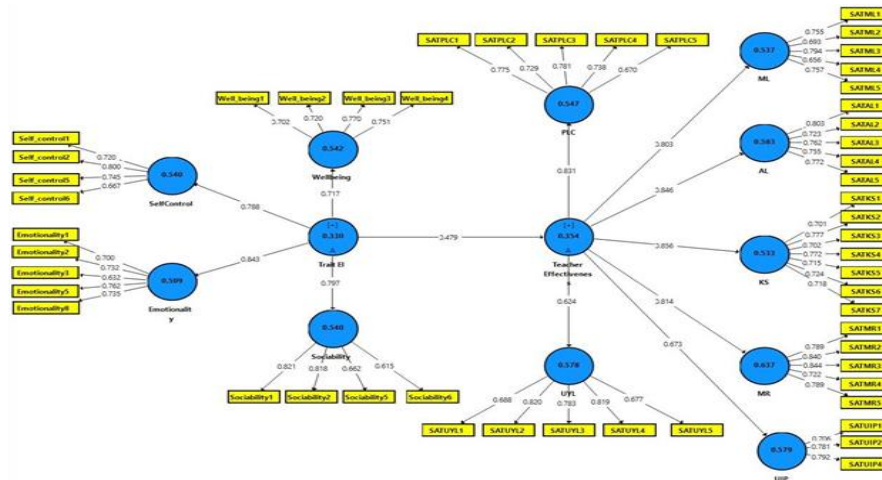 SATPLC1 SATPLC2 SATPLC3 SATPLC4 SATPLC5
0.775 0.729 0.781 0.738 0.670
0.547
PLC
0.831
Well_being1 Well_being2 Well_being3 Well_being4
0.702 0.720 0.770 0.751
0.542
Wellbeing
0.717
Self_control1
Self_control2
Self_control5
Self_control6
0.720
0.800
0.745
0.667
0.540
SelfControl
0.788
Emotionality1
Emotionality2
Emotionality3
Emotionality5
Emotionality8
0.700
0.732
0.632
0.762
0.735
0.509
Emotionalit
y
0.843
[+]
0.330
Trait EI
0.479
[+]
0.354
Teacher
Effectivenes
0.797
0.540
Sociability
0.821 0.818 0.662 0.615
Sociability1 Sociability2 Sociability5 Sociability6
0.624
0.578
UYL
0.688 0.820 0.783 0.819 0.677
SATUYL1 SATUYL2 SATUYL3 SATUYL4 SATUYL5
0.803
0.537
ML
0.755
0.693
0.794
0.656
0.757
SATML1
SATML2
SATML3
SATML4
SATML5
0.846
AL
0.803
0.723
0.762
0.755
0.772
SATAL1
SATAL2
SATAL3
SATAL4
SATAL5
0.856
0.533
KS
0.701
0.777
0.702
0.772
0.715
0.724
0.718
SATKS1
SATKS2
SATKS3
SATKS4
SATKS5
SATKS6
SATKS7
0.814
0.637
MR
0.789
0.840
0.844
0.722
0.789
SATMR1
SATMR2
SATMR3
SATMR4
SATMR5
0.673
0.579
UIP
0.706
0.781
0.792
SATUIP1
SATUIP2
SATUIP4